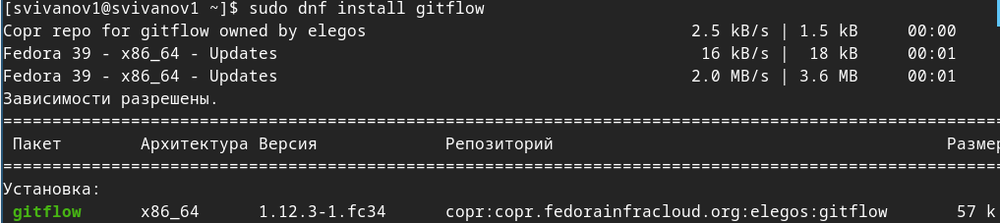 [svivanov1@svivanov1 ~]$ sudo dnf install gitflow
Copr repo for gitflow owned by elegos 2.5 kB/s | 1.5 kB 00:00
Fedora 39 - x86_64 - Updates 16 kB/s | 18 kB 00:01
Fedora 39 - x86_64 - Updates 2.0 MB/s | 3.6 MB 00:01
Зависимости разрешены.
================================================================================
Пакет Архитектура Версия Репозиторий Размер
================================================================================
Установка:
gitflow x86_64 1.12.3-1.fc34 copr:copr.fedorainfracloud.org:elegos:gitflow 57 k